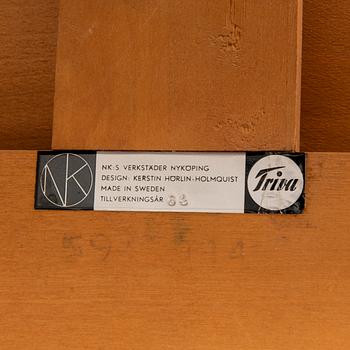 NK
NK:S VERKSTÄDER NYKÖPING
DESIGN: KERSTIN HÖRLIN-HOLMQUIST
MADE IN SWEDEN
TILLVERKNINGSÅR
Triva